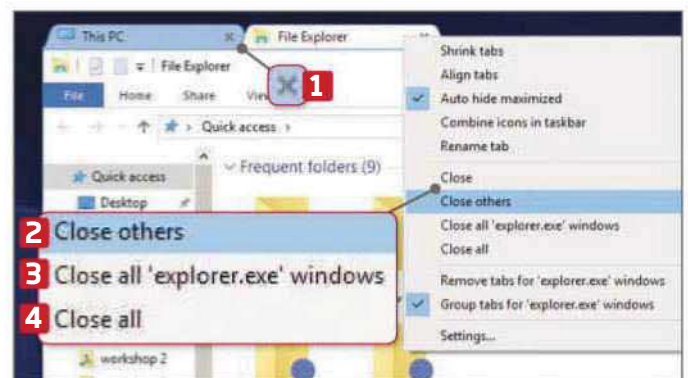 This PC
File Explorer
File Explorer
File Home Share View
1
Quick access
Quick access
Frequent folders (9)
Desktop
2 Close others
3 Close all 'explorer.exe' windows
4 Close all
workshop 2
Shrink tabs
Align tabs
Auto hide maximized
Combine icons in taskbar
Rename tab
Close
Close others
Close all 'explorer.exe' windows
Close all
Remove tabs for 'explorer.exe' windows
Group tabs for 'explorer.exe' windows
Settings...